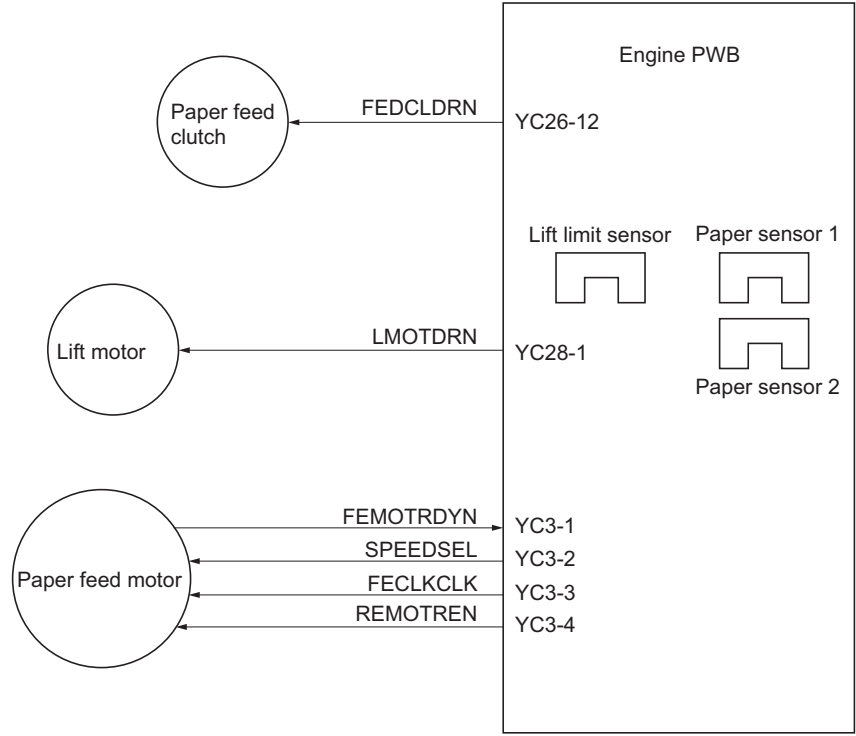 Engine PWB
Paper feed
clutch
FEDCLDRN
YC26-12
Lift limit sensor
Paper sensor 1
Lift motor
LMOTDRN
YC28-1
Paper sensor 2
Paper feed motor
FEMOTRDYN
YC3-1
SPEEDSEL
YC3-2
FECLKCLK
YC3-3
REMOTREN
YC3-4